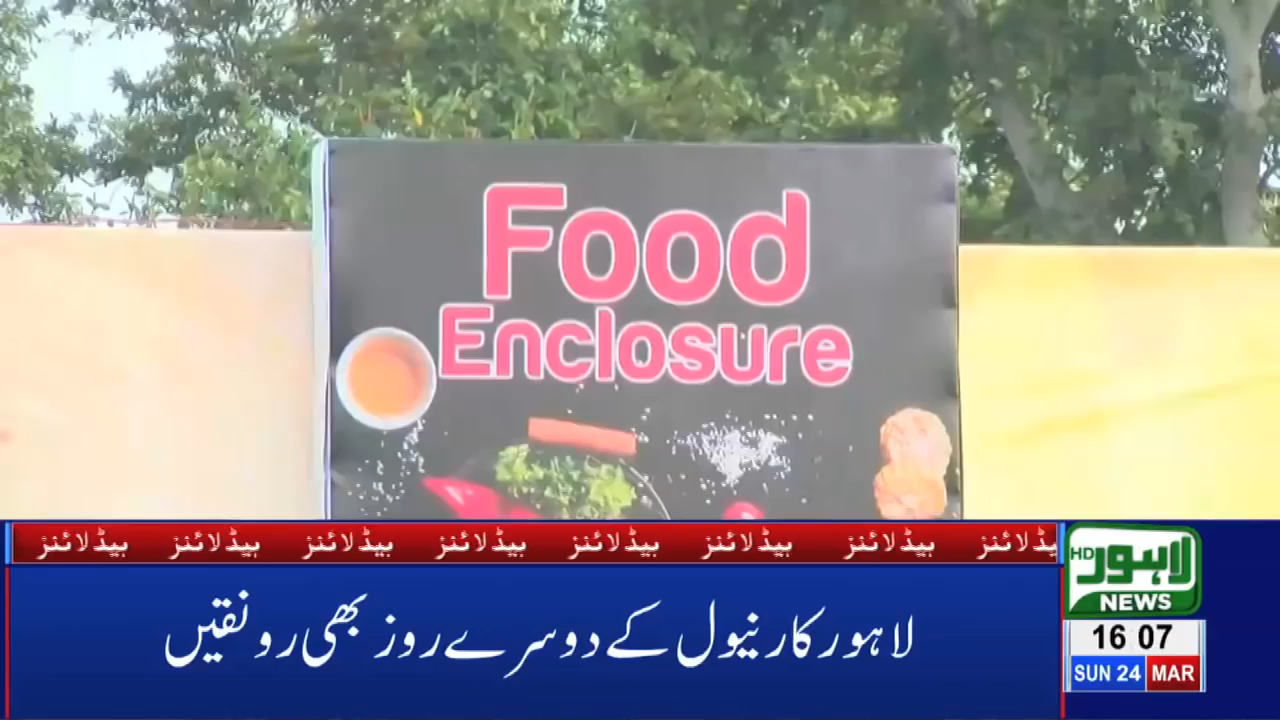 Food
Enclosure
ہیڈلائنز ہیڈلائنز ہیڈلائنز ہیڈلائنز ہیڈلائنز ہیڈلائنز ہیڈلائنز ہیڈلائنز
لاہور کارنیول کے دوسرے روز بھی رونقیں
HD لاہور
NEWS
16 07
SUN 24 MAR